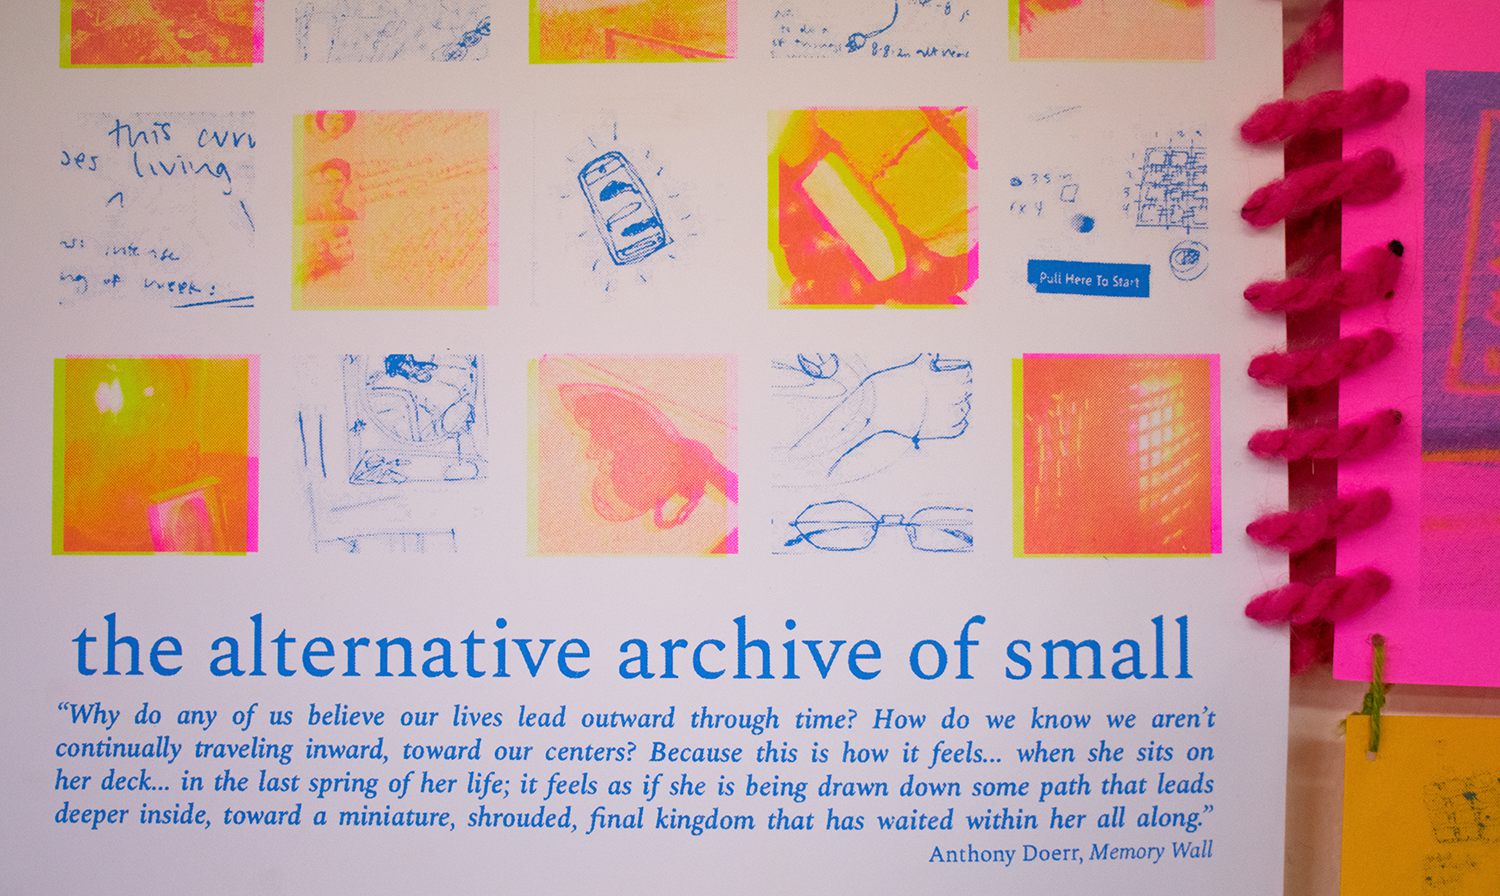 this
living
intense
ng of week:
Pull Here To Start
the alternative archive of small
“Why do any of us believe our lives lead outward through time? How do we know we aren’t
continually traveling inward, toward our centers? Because this is how it feels... when she sits on
her deck... in the last spring of her life; it feels as if she is being drawn down some path that leads
deeper inside, toward a miniature, shrouded, final kingdom that has waited within her all along.”
Anthony Doerr, Memory Wall